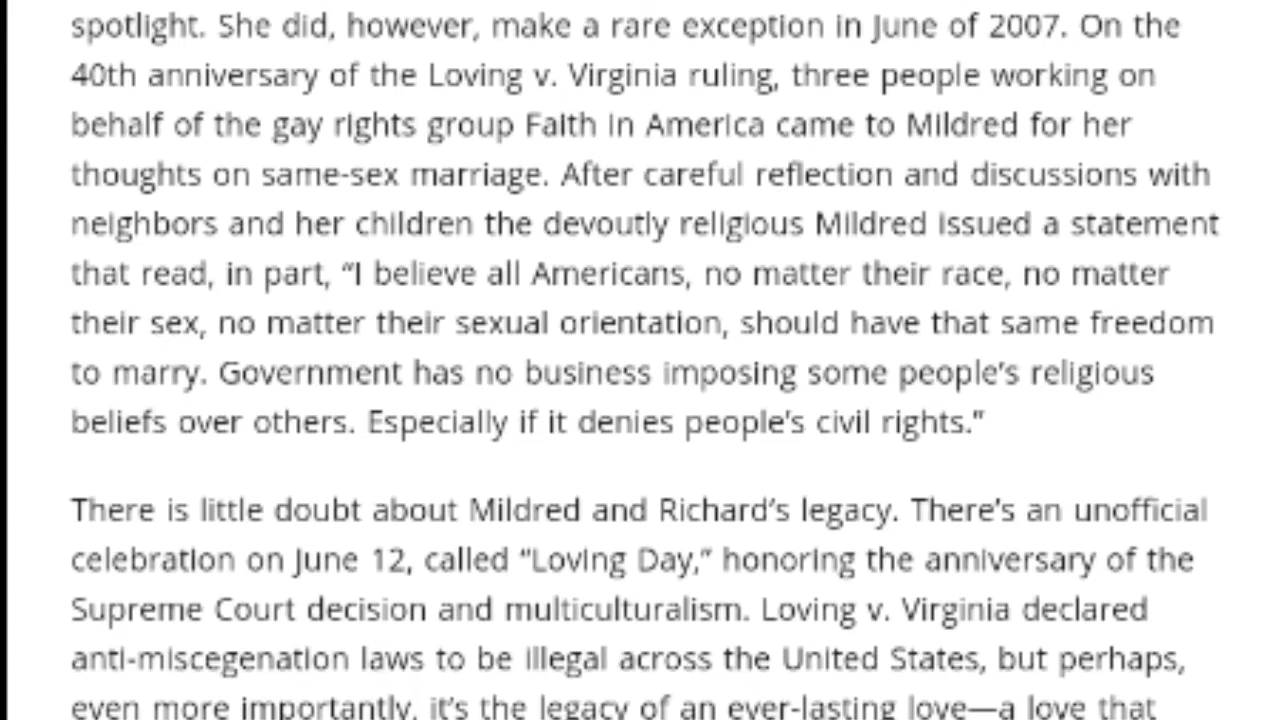 spotlight. She did, however, make a rare exception in June of 2007. On the
40th anniversary of the Loving v. Virginia ruling, three people working on
behalf of the gay rights group Faith in America came to Mildred for her
thoughts on same-sex marriage. After careful reflection and discussions with
neighbors and her children the devoutly religious Mildred issued a statement
that read, in part, “I believe all Americans, no matter their race, no matter
their sex, no matter their sexual orientation, should have that same freedom
to marry. Government has no business imposing some people’s religious
beliefs over others. Especially if it denies people’s civil rights.”
There is little doubt about Mildred and Richard’s legacy. There’s an unofficial
celebration on June 12, called “Loving Day,” honoring the anniversary of the
Supreme Court decision and multiculturalism. Loving v. Virginia declared
anti-miscegenation laws to be illegal across the United States, but perhaps,
even more importantly, it’s the legacy of an ever-lasting love—a love that